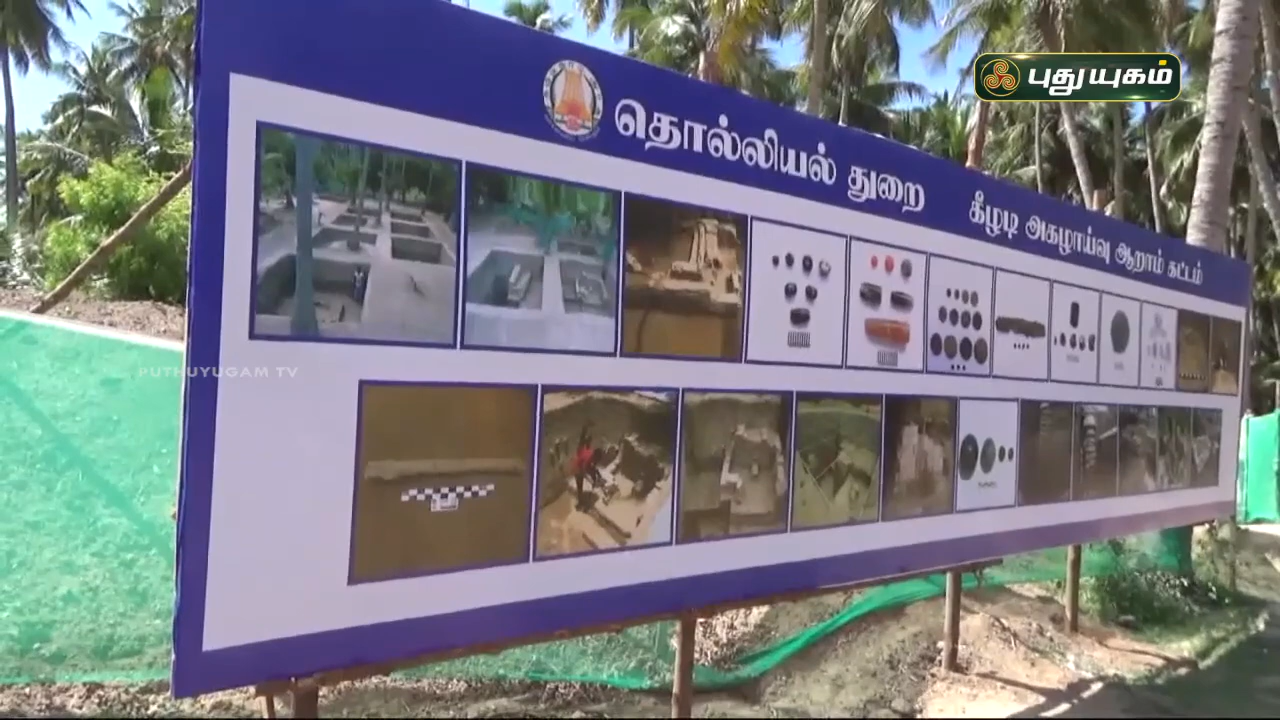 புதுயுகம்
தொல்லியல் துறை கீழடி அகழாய்வு ஆறாம் கட்டம்
PUTHUYUGAM TV